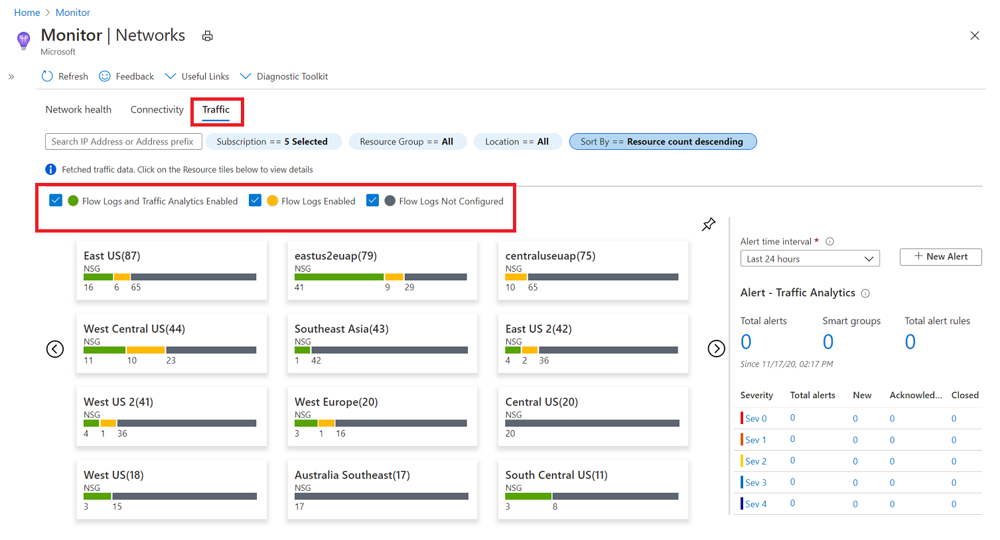 Home > Monitor
Monitor | Networks
Microsoft
» Refresh Feedback Useful Links Diagnostic Toolkit
Network health Connectivity Traffic
Search IP Address or Address prefix Subscription == 5 Selected Resource Group == All Location == All Sort By == Resource count descending
Fetched traffic data. Click on the Resource tiles below to view details
Flow Logs and Traffic Analytics Enabled Flow Logs Enabled Flow Logs Not Configured
East US(87)
NSG
16 6 65
eastus2euap(79)
NSG
41 9 29
centraluseuap(75)
NSG
10 65
West Central US(44)
NSG
11 10 23
Southeast Asia(43)
NSG
1 42
East US 2(42)
NSG
4 2 36
West US 2(41)
NSG
4 1 36
West Europe(20)
NSG
3 1 16
Central US(20)
NSG
20
West US(18)
NSG
3 15
Australia Southeast(17)
NSG
17
South Central US(11)
NSG
3 8
Alert time interval *
Last 24 hours
+ New Alert
Alert - Traffic Analytics
Total alerts Smart groups Total alert rules
0 0 0
Since 11/17/20, 02:17 PM
Severity Total alerts New Acknowled... Closed
Sev 0 0 0 0 0
Sev 1 0 0 0 0
Sev 2 0 0 0 0
Sev 3 0 0 0 0
Sev 4 0 0 0 0